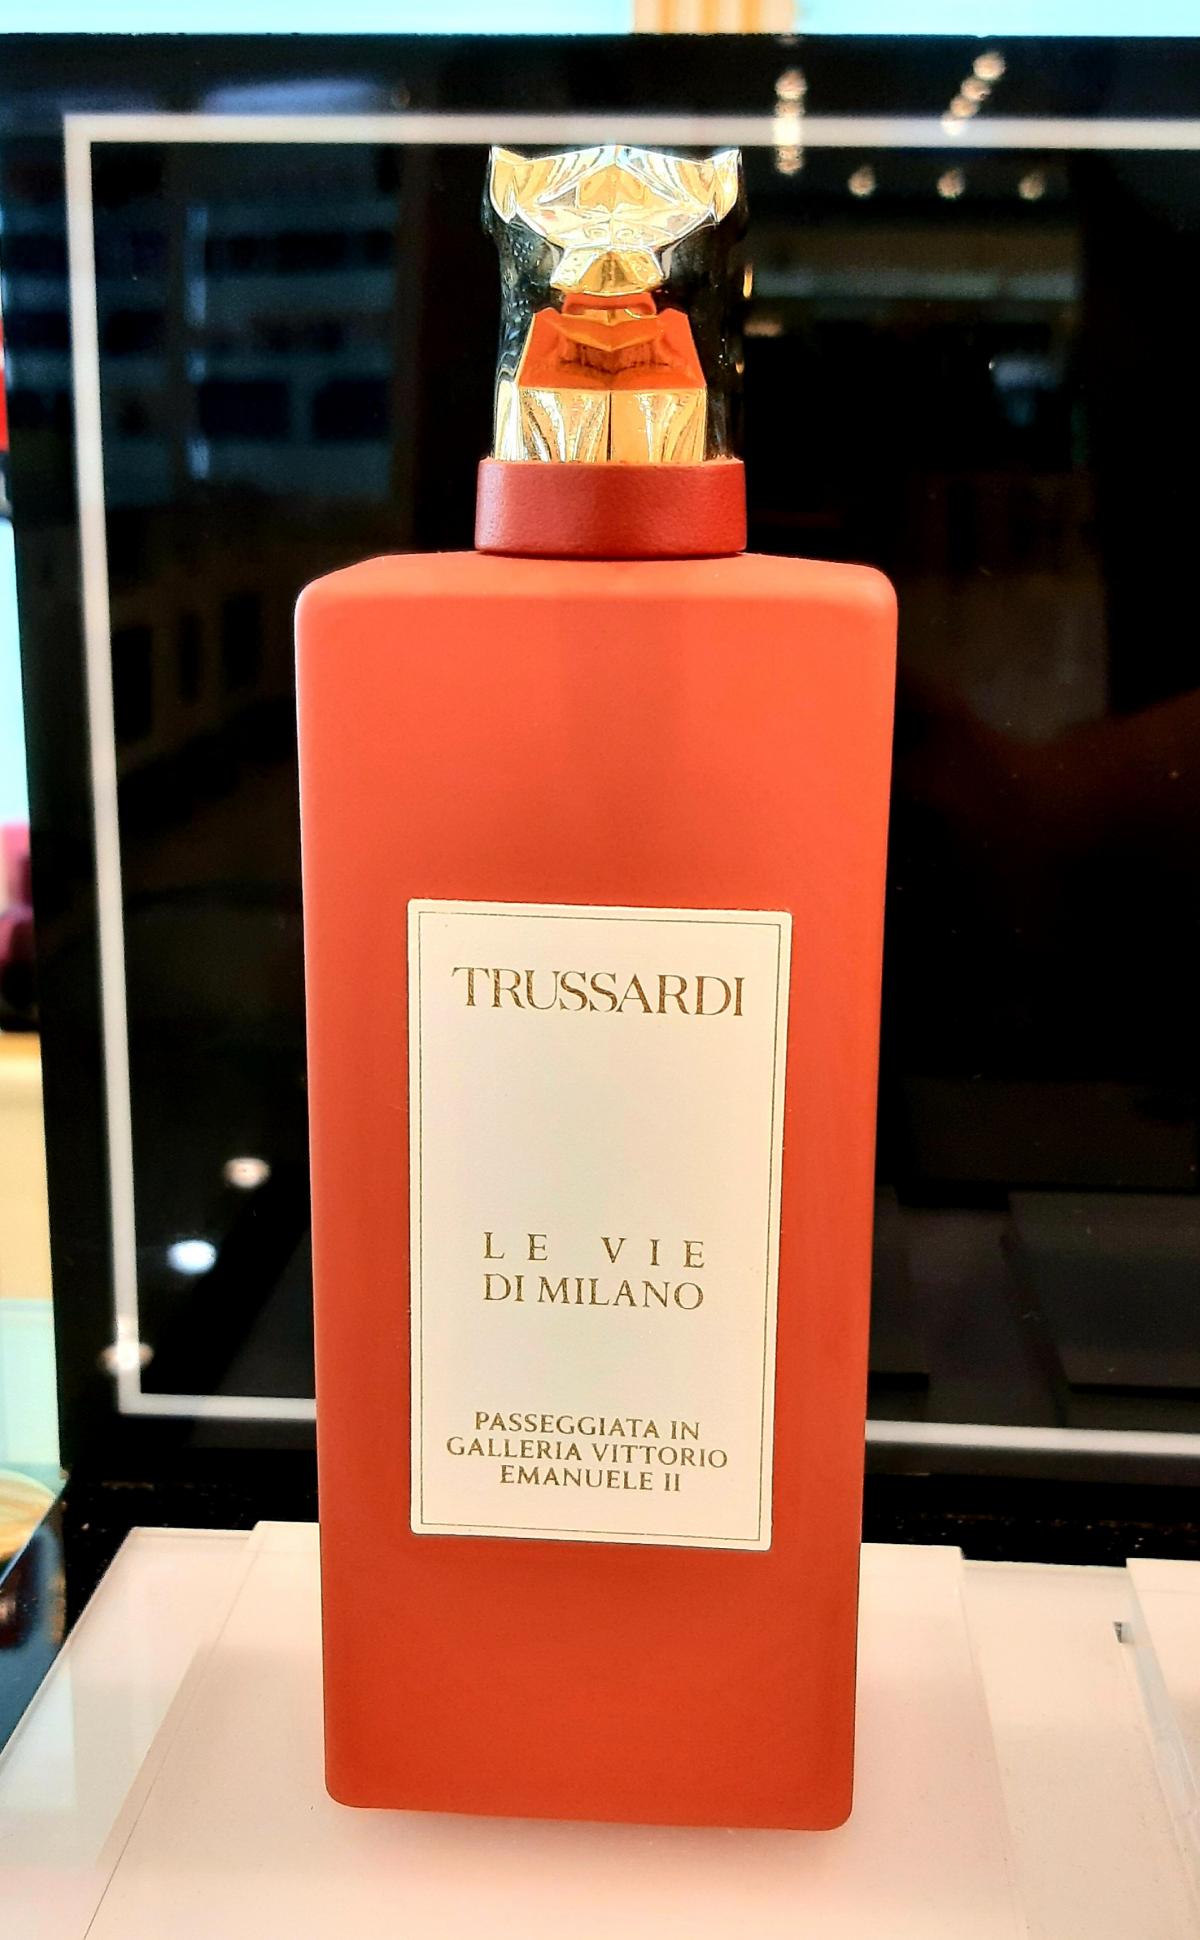 TRUSSARDI
LE VIE
DI MILANO
PASSEGGIATA IN
GALLERIA VITTORIO
EMANUELE II